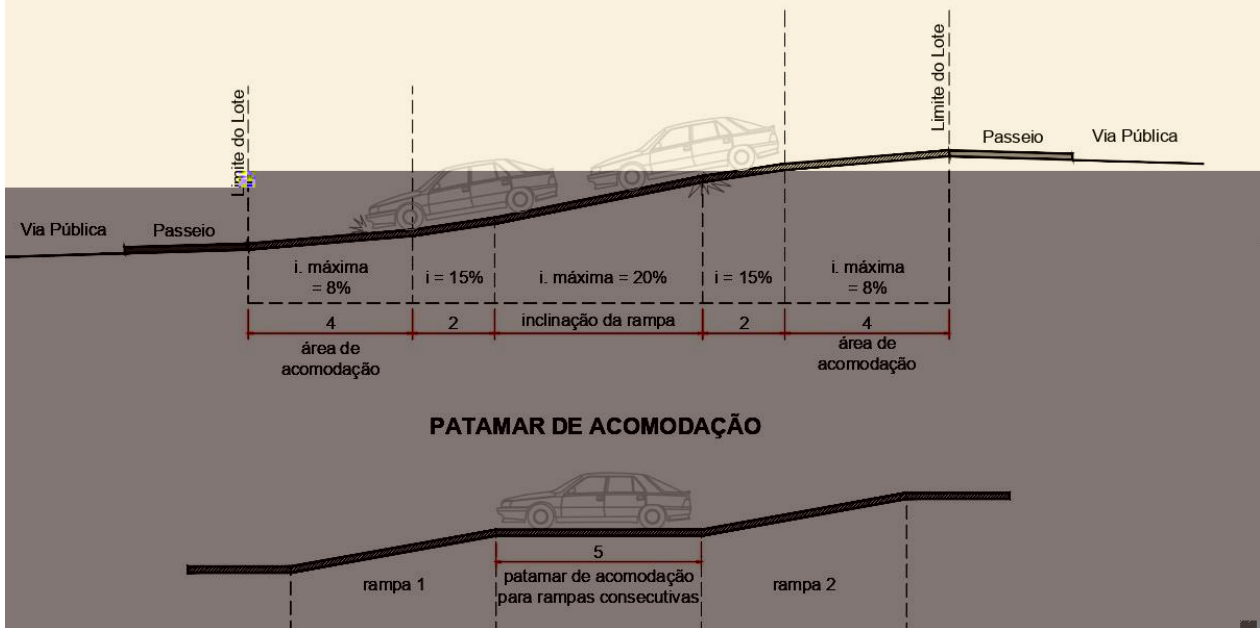 Limite do Lote
Limite do Lote
Passeio
Via Pública
Via Pública
Passeio
i. máxima
= 8%
i = 15%
i. máxima = 20%
i = 15%
i. máxima
= 8%
4
2
inclinação da rampa
2
4
área de
acomodação
área de
acomodação
PATAMAR DE ACOMODAÇÃO
5
rampa 1
patamar de acomodação
para rampas consecutivas
rampa 2